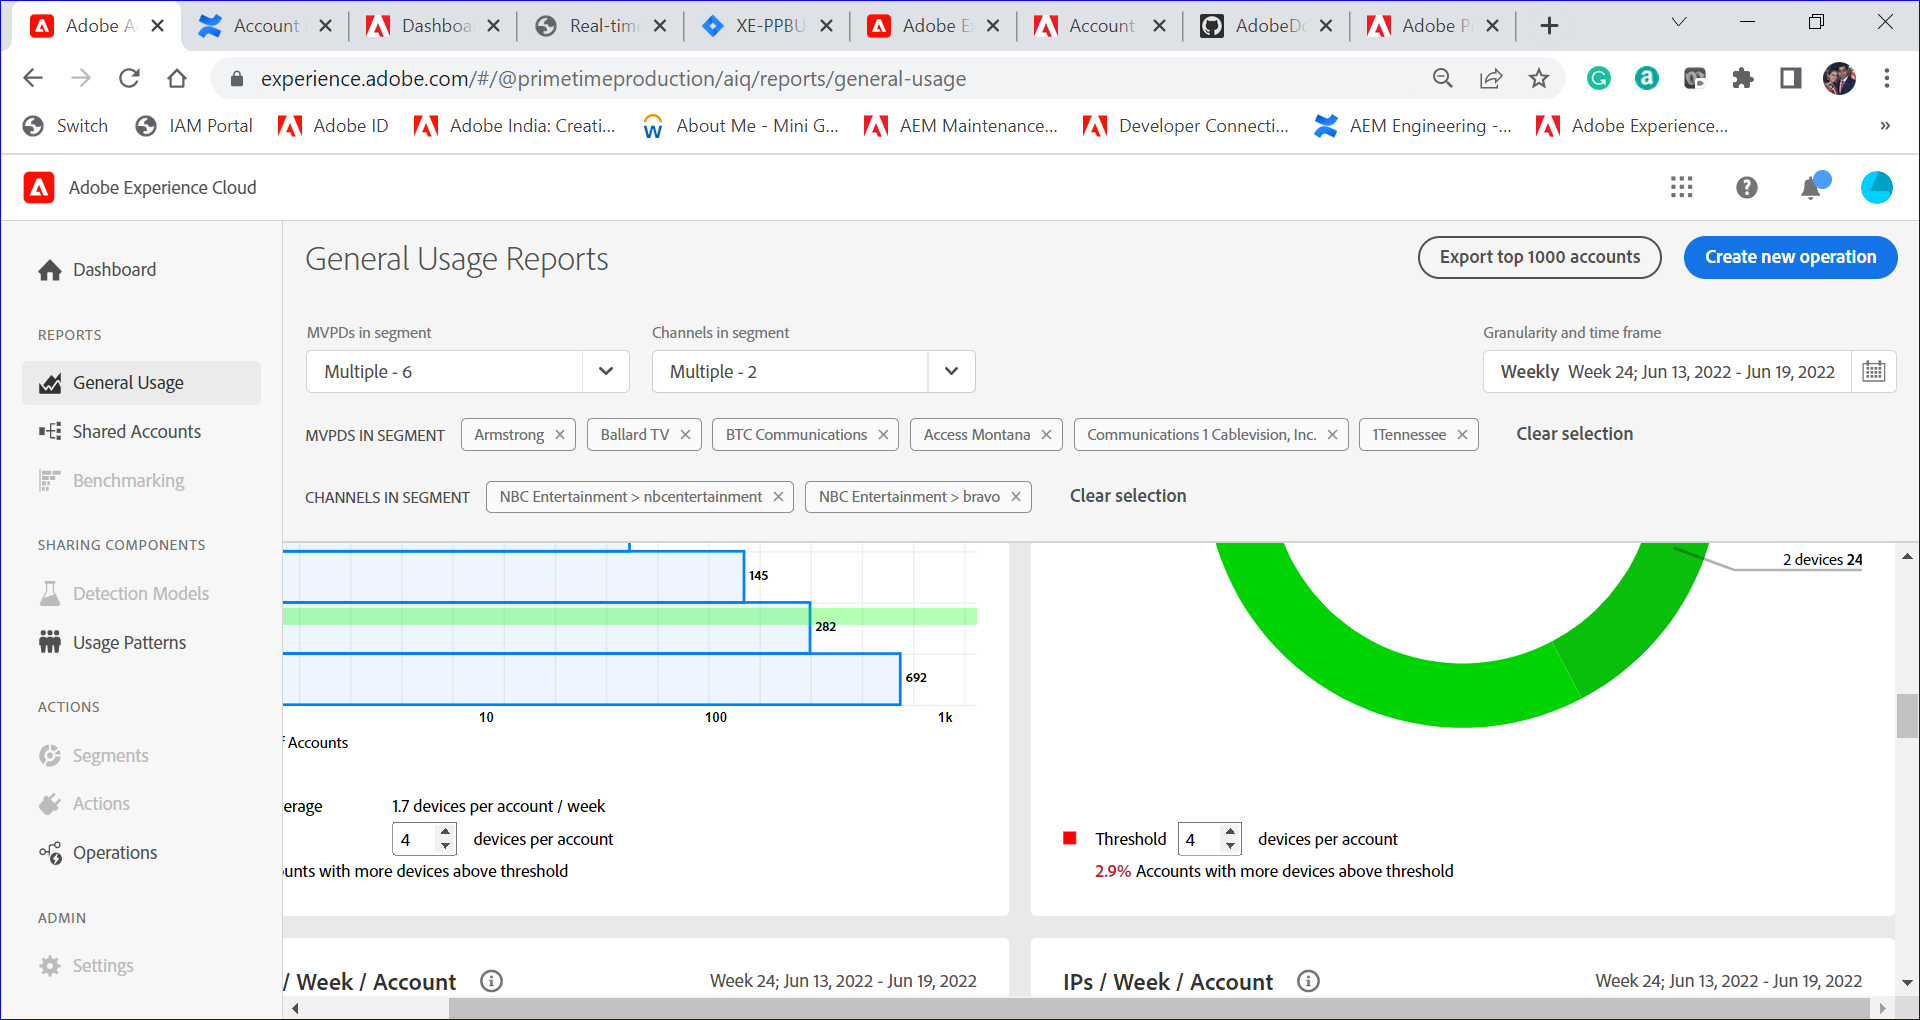 Adobe A
Account
Dashboa
Real-time
XE-PPBU
Adobe E
Account
AdobeDo
Adobe P
experience.adobe.com/#/@primetimeproduction/aiq/reports/general-usage
Switch
IAM Portal
Adobe ID
Adobe India: Creati...
About Me - Mini G...
AEM Maintenance...
Developer Connecti...
AEM Engineering -...
Adobe Experience...
»
Adobe Experience Cloud
Dashboard
REPORTS
General Usage
Shared Accounts
Benchmarking
SHARING COMPONENTS
Detection Models
Usage Patterns
ACTIONS
Segments
Actions
Operations
ADMIN
Settings
General Usage Reports
Export top 1000 accounts
Create new operation
MVPDs in segment
Channels in segment
Granularity and time frame
Multiple - 6
Multiple - 2
Weekly Week 24; Jun 13, 2022 - Jun 19, 2022
MVPDS IN SEGMENT Armstrong Ballard TV BTC Communications Access Montana Communications 1 Cablevision, Inc. 1Tennessee Clear selection
CHANNELS IN SEGMENT NBC Entertainment > nbcentertainment NBC Entertainment > bravo Clear selection
145
282
692
10 100 1k
Accounts
erage 1.7 devices per account / week
4 devices per account
unts with more devices above threshold
2 devices 24
Threshold 4 devices per account
2.9% Accounts with more devices above threshold
/ Week / Account
Week 24; Jun 13, 2022 - Jun 19, 2022
IPs / Week / Account
Week 24; Jun 13, 2022 - Jun 19, 2022